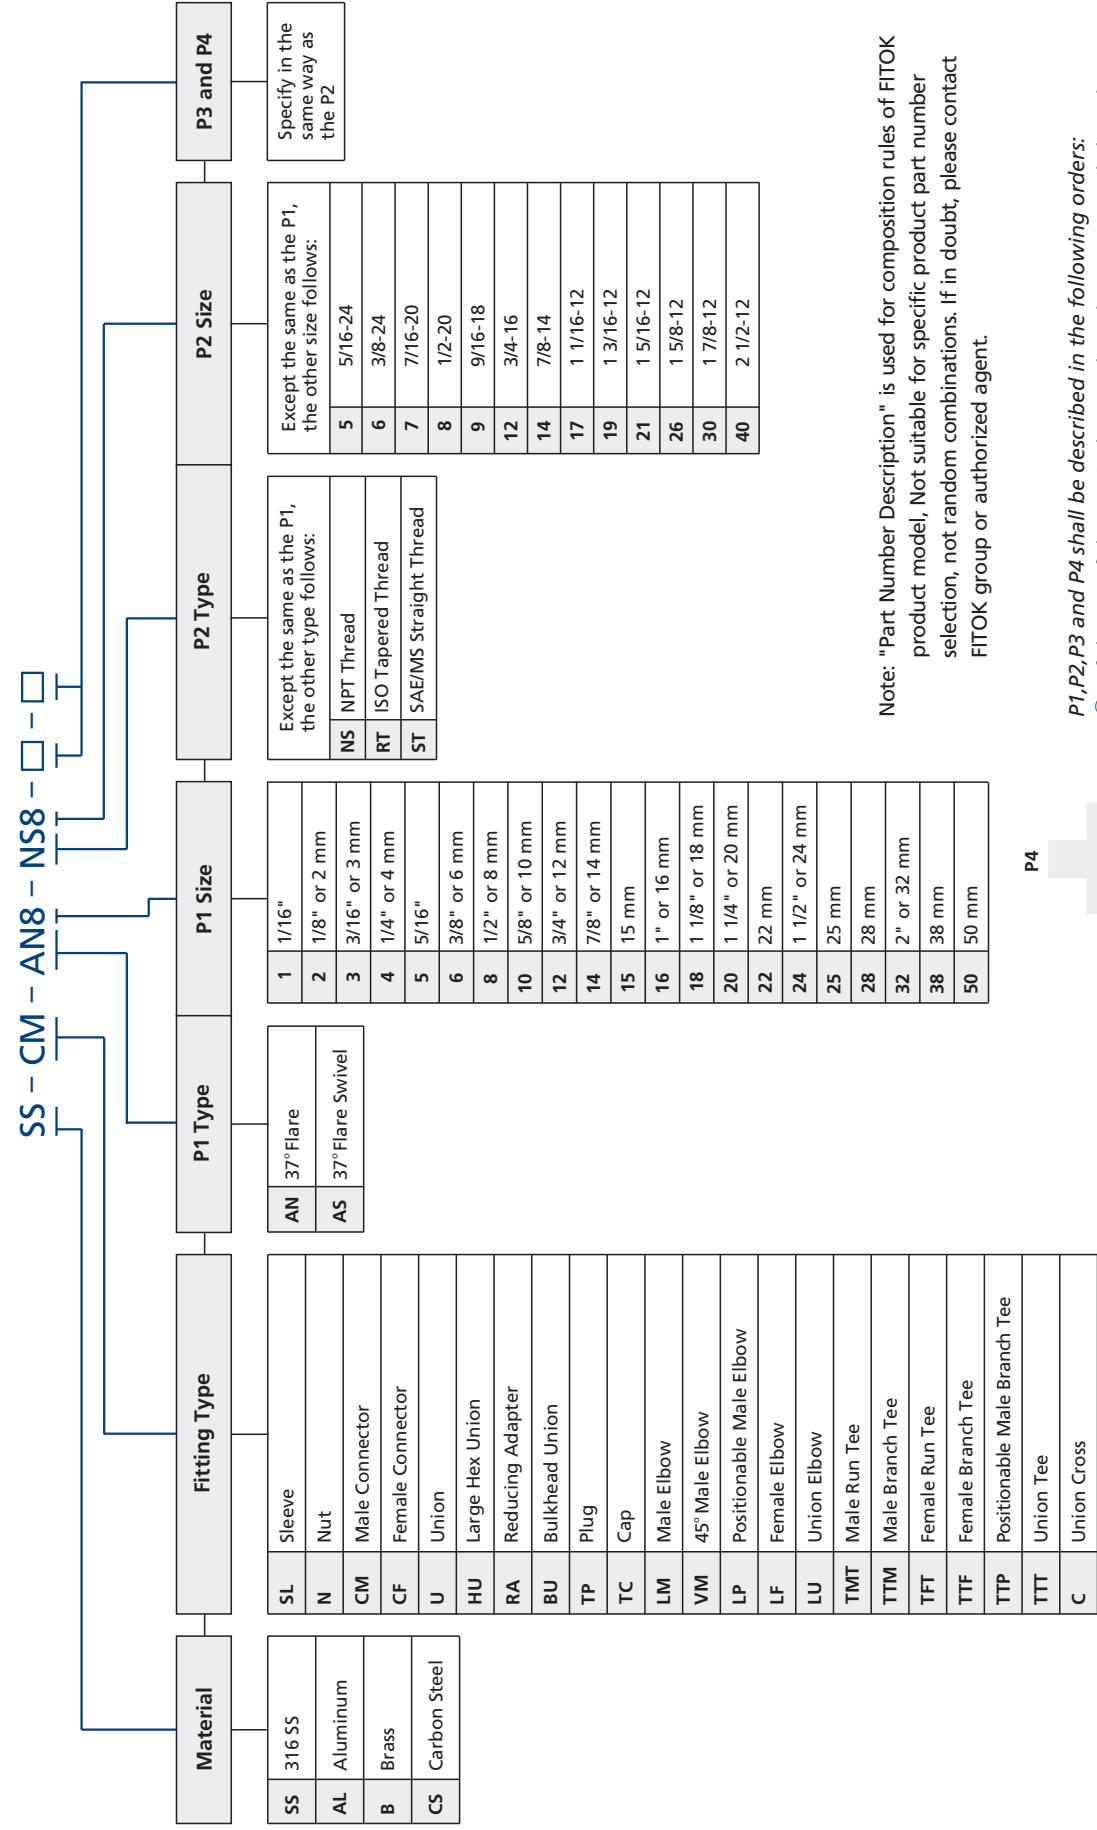 SS – CM – AN8 – NS8 – □ – □
Material
SS 316 SS
AL Aluminum
B Brass
CS Carbon Steel
Fitting Type
SL Sleeve
N Nut
CM Male Connector
CF Female Connector
U Union
HU Large Hex Union
RA Reducing Adapter
BU Bulkhead Union
TP Plug
TC Cap
LM Male Elbow
VM 45° Male Elbow
LP Positionable Male Elbow
LF Female Elbow
LU Union Elbow
TMT Male Run Tee
TTM Male Branch Tee
TFT Female Run Tee
TTF Female Branch Tee
TTP Positionable Male Branch Tee
TTT Union Tee
C Union Cross
P1 Type
AN 37° Flare
AS 37° Flare Swivel
P1 Size
1 1/16"
2 1/8" or 2 mm
3 3/16" or 3 mm
4 1/4" or 4 mm
5 5/16"
6 3/8" or 6 mm
8 1/2" or 8 mm
10 5/8" or 10 mm
12 3/4" or 12 mm
14 7/8" or 14 mm
15 15 mm
16 1" or 16 mm
18 1 1/8" or 18 mm
20 1 1/4" or 20 mm
22 22 mm
24 1 1/2" or 24 mm
25 25 mm
28 28 mm
32 2" or 32 mm
38 38 mm
50 50 mm
P2 Type
Except the same as the P1,
the other type follows:
NS NPT Thread
RT ISO Tapered Thread
ST SAE/MS Straight Thread
P2 Size
Except the same as the P1,
the other size follows:
5 5/16-24
6 3/8-24
7 7/16-20
8 1/2-20
9 9/16-18
12 3/4-16
14 7/8-14
17 1 1/16-12
19 1 3/16-12
21 1 5/16-12
26 1 5/8-12
30 1 7/8-12
40 2 1/2-12
P3 and P4
Specify in the
same way as
the P2
Note: "Part Number Description" is used for composition rules of FITOK
product model, Not suitable for specific product part number
selection, not random combinations. If in doubt, please contact
FITOK group or authorized agent.
P4
P1,P2,P3 and P4 shall be described in the following orders: